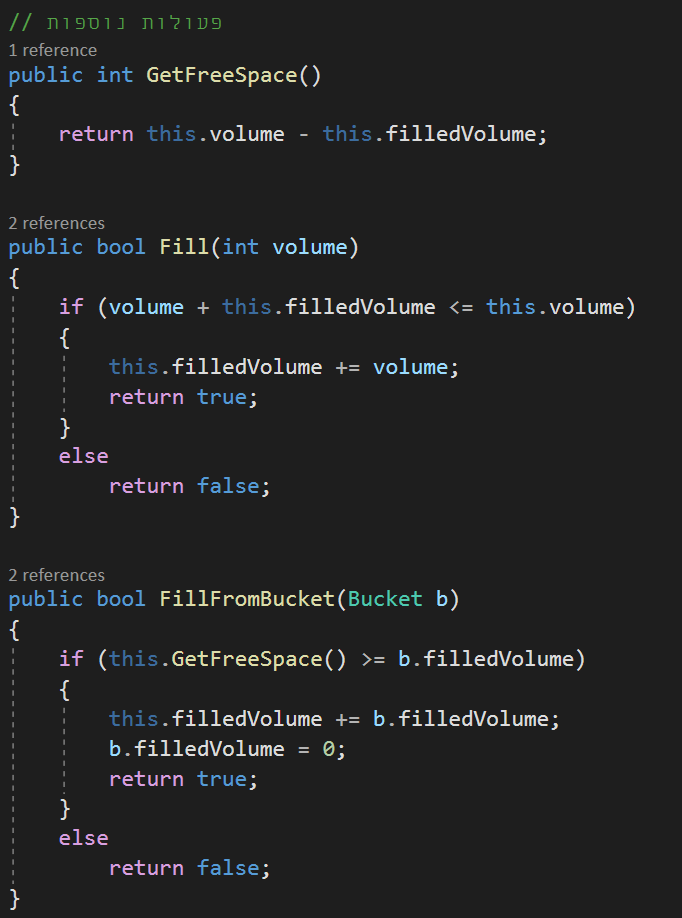 // פעולות נוספות
1 reference
public int GetFreeSpace()
{
    return this.volume - this.filledVolume;
}
2 references
public bool Fill(int volume)
{
    if (volume + this.filledVolume <= this.volume)
    {
        this.filledVolume += volume;
        return true;
    }
    else
        return false;
}
2 references
public bool FillFromBucket(Bucket b)
{
    if (this.GetFreeSpace() >= b.filledVolume)
    {
        this.filledVolume += b.filledVolume;
        b.filledVolume = 0;
        return true;
    }
    else
        return false;
}